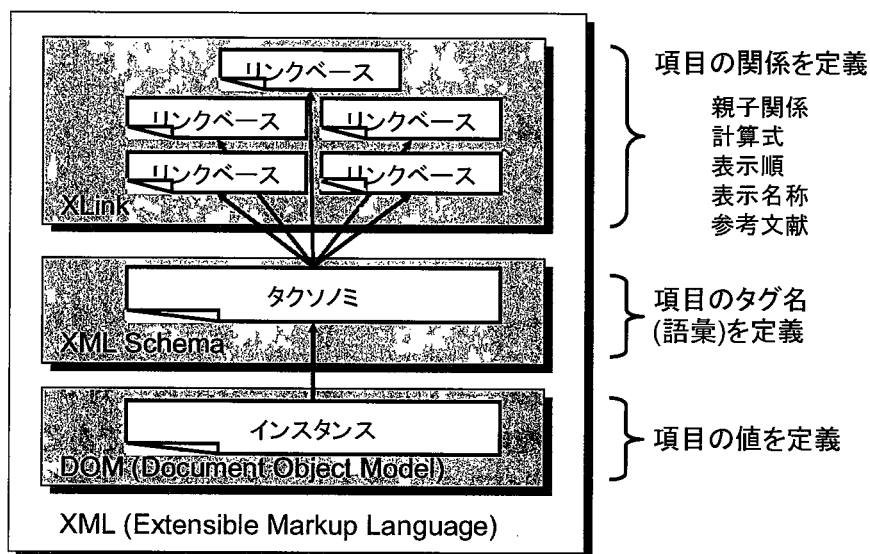 リンクベース
リンクベース
リンクベース
リンクベース
リンクベース
XLink
項目の関係を定義
親子関係
計算式
表示順
表示名称
参考文献
タクソノミ
XML Schema
項目のタグ名
(語彙)を定義
インスタンス
DOM (Document Object Model)
項目の値を定義
XML (Extensible Markup Language)